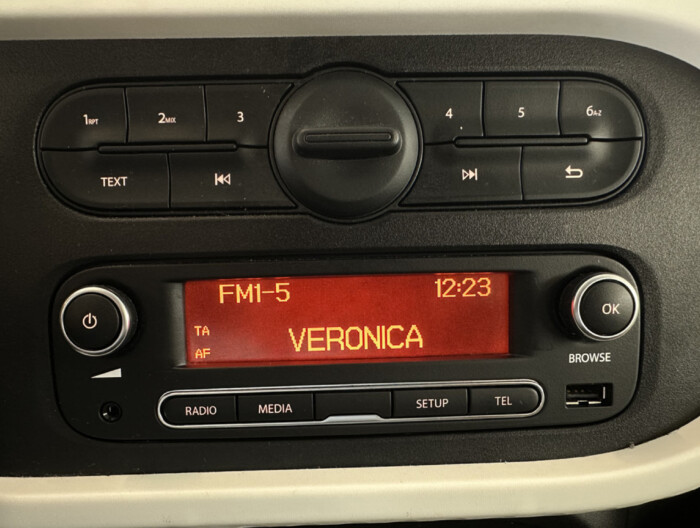 1RPT 2MIX 3 4 5 6A-Z
TEXT
FM1-5 12:23
TA
VERONICA
AF
OK
BROWSE
RADIO MEDIA SETUP TEL